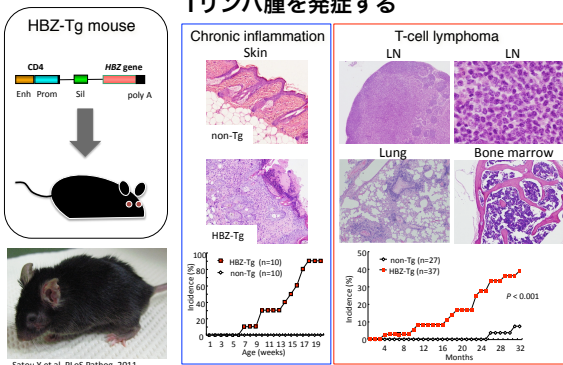 Tリンパ腫を発症する
HBZ-Tg mouse
CD4
HBZ gene
Enh Prom
Sil
poly A
Chronic inflammation
Skin
non-Tg
HBZ-Tg
100
80
60
40
20
0
Incidence (%)
HBZ-Tg (n=10)
non-Tg (n=10)
1 3 5 7 9 11 13 15 17 19
Age (weeks)
T-cell lymphoma
LN
LN
Lung
Bone marrow
50
40
30
20
10
0
Incidence (%)
non-Tg (n=27)
HBZ-Tg (n=37)
P < 0.001
4 8 12 16 20 24 28 32
Months
Satou Y et al. PLoS Pathog. 2011